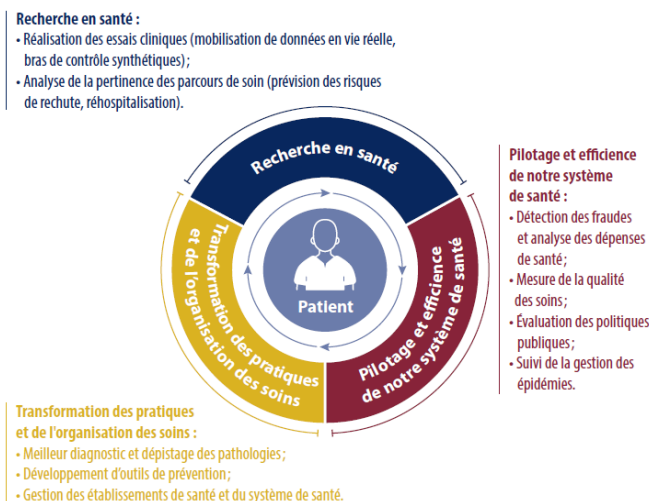 Recherche en santé :
• Réalisation des essais cliniques (mobilisation de données en vie réelle,
bras de contrôle synthétiques) ;
• Analyse de la pertinence des parcours de soin (prévision des risques
de rechute, réhospitalisation).
Recherche en santé
Transformation des pratiques
et de l'organisation des soins
Patient
Pilotage et efficience
de notre système de santé
Pilotage et efficience
de notre système
de santé :
• Détection des fraudes
et analyse des dépenses
de santé ;
• Mesure de la qualité
des soins ;
• Évaluation des politiques
publiques ;
• Suivi de la gestion des
épidémies.
Transformation des pratiques
et de l'organisation des soins :
• Meilleur diagnostic et dépistage des pathologies ;
• Développement d'outils de prévention ;
• Gestion des établissements de santé et du système de santé.